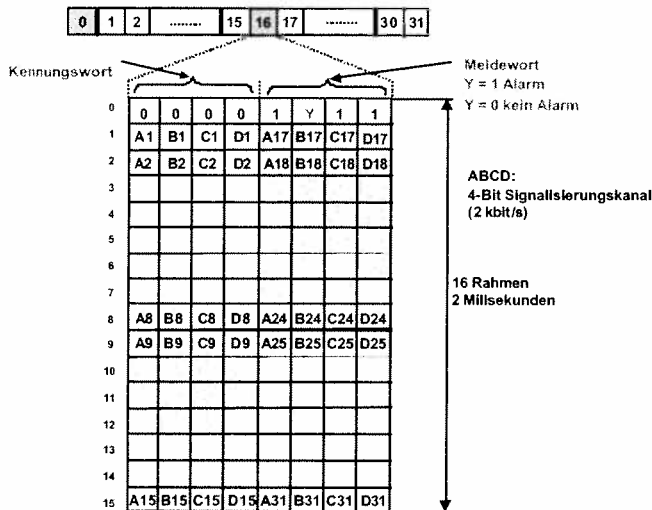 0 1 2 ........ 15 16 17 ........ 30 31
Kennungswort
Meldewort
Y = 1 Alarm
Y = 0 kein Alarm
0 0 0 0 0 1 Y 1 1
1 A1 B1 C1 D1 A17 B17 C17 D17
2 A2 B2 C2 D2 A18 B18 C18 D18
3
4
5
6
7
8 A8 B8 C8 D8 A24 B24 C24 D24
9 A9 B9 C9 D9 A25 B25 C25 D25
10
11
12
13
14
15 A15 B15 C15 D15 A31 B31 C31 D31
ABCD:
4-Bit Signalisierungskanal
(2 kbit/s)
16 Rahmen
2 Millsekunden